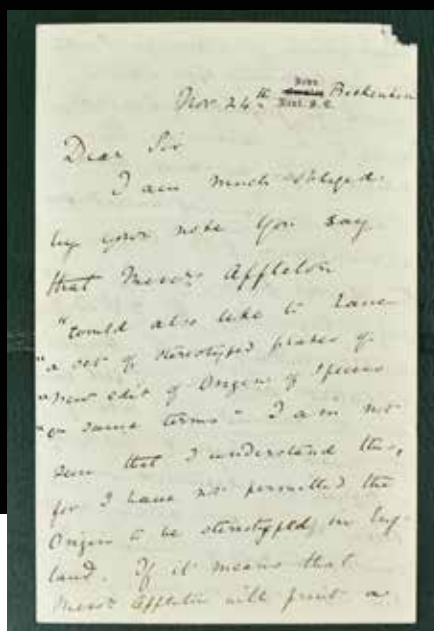 Down.
Nov. 24th Kent. S.E. Beckenham
Dear Sir
I am much obliged
by your note You say
that Messrs Appleton
"would also like to have
"a set of stereotyped plates of
"new edit of Origin of Species
"on same terms" I am not
sure that I understand this,
for I have not permitted the
Origin to be stereotyped in Eng-
land. If it means that
Messrs Appleton will print a